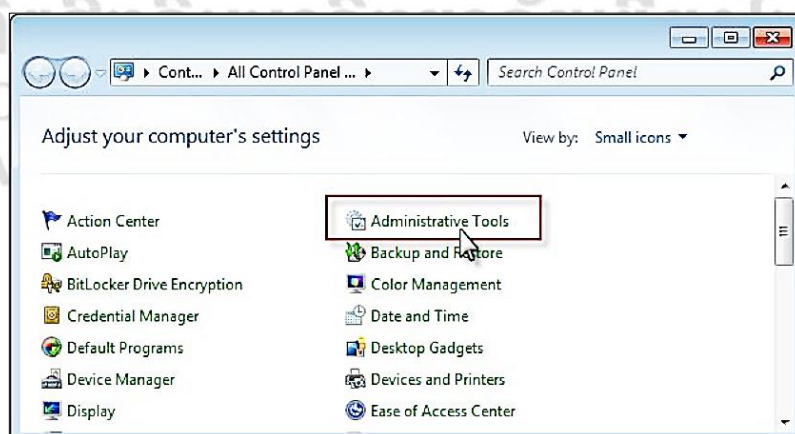 Cont... All Control Panel ... Search Control Panel
Adjust your computer's settings View by: Small icons
Action Center Administrative Tools
AutoPlay Backup and Restore
BitLocker Drive Encryption Color Management
Credential Manager Date and Time
Default Programs Desktop Gadgets
Device Manager Devices and Printers
Display Ease of Access Center